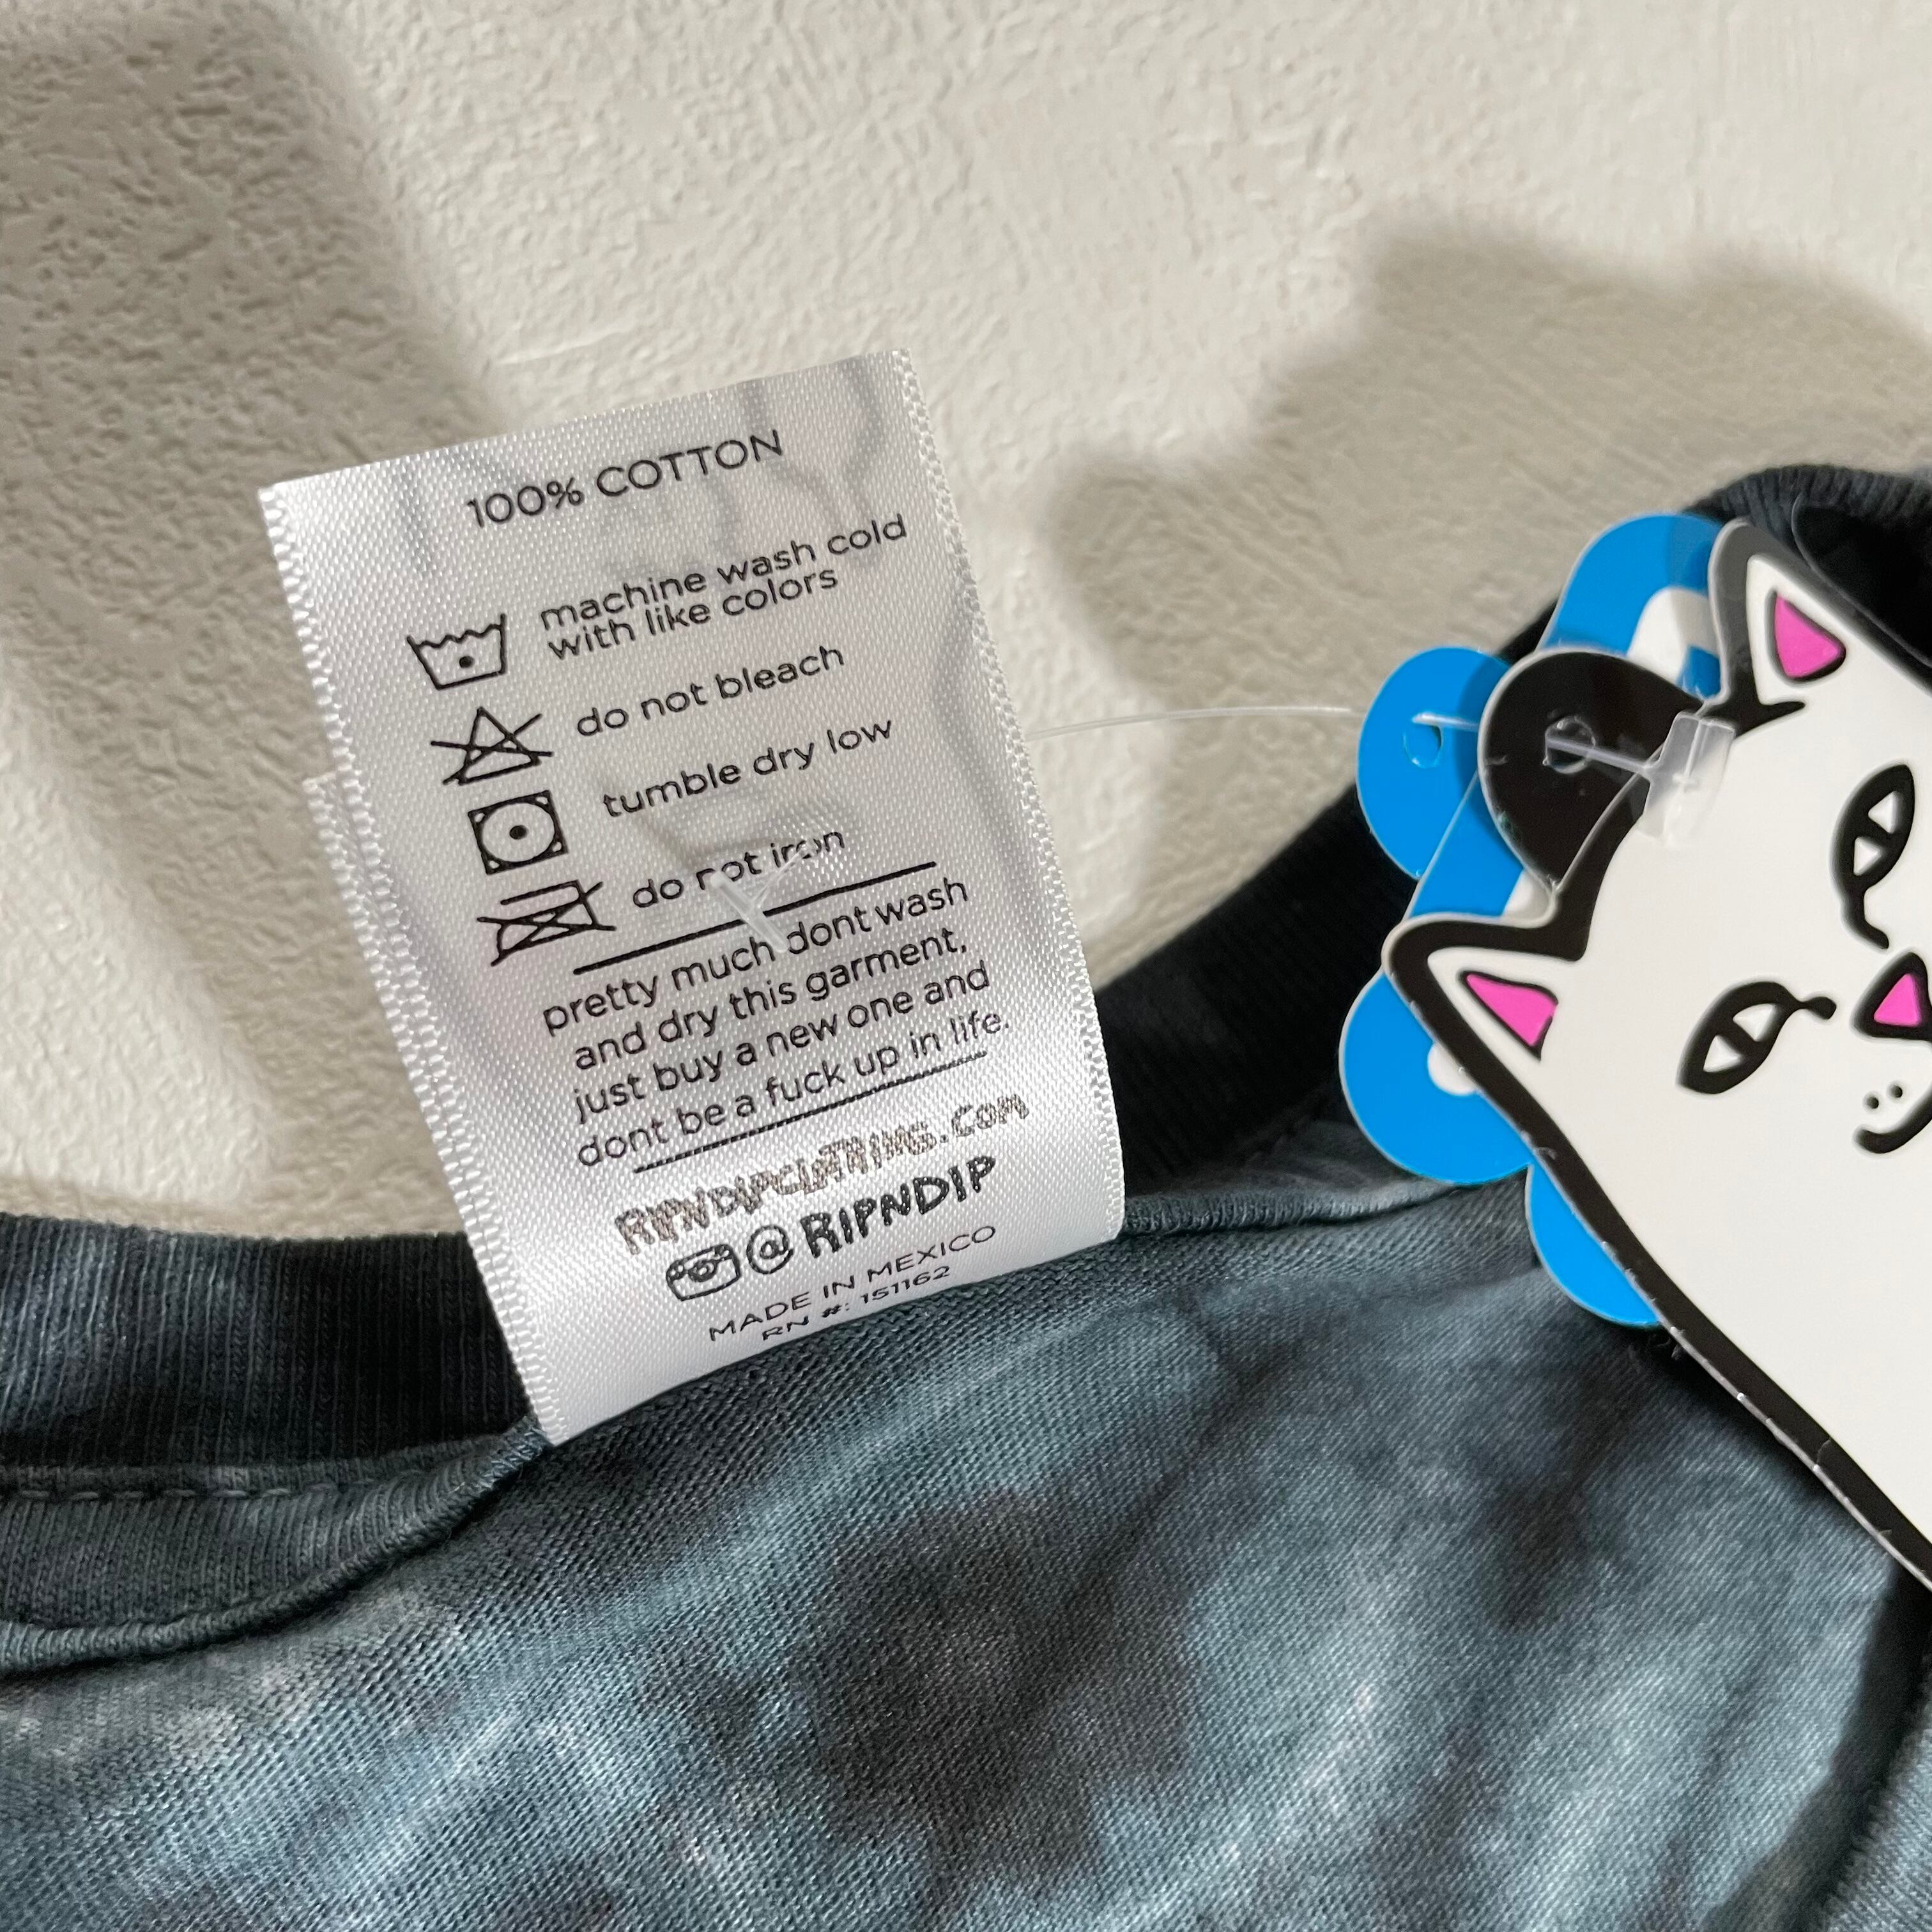 100% COTTON
machine wash cold
with like colors
do not bleach
tumble dry low
do not iron
pretty much dont wash
and dry this garment,
just buy a new one and
dont be a fuck up in life.
RIPNDIPCLOTHING.COM
@RIPNDIP
MADE IN MEXICO
RN #: 151162